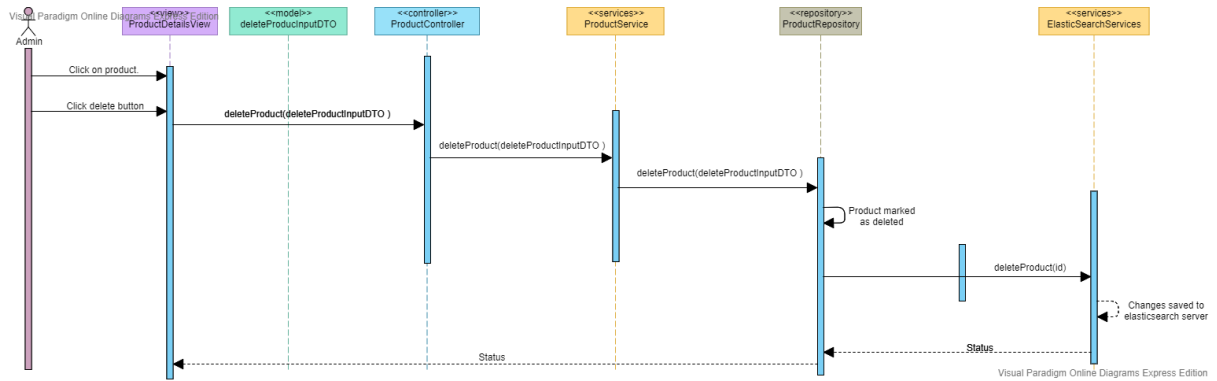 Visual Paradigm Online Diagrams Express Edition
Admin
<<view>>
ProductDetailsView
<<model>>
deleteProducInputDTO
<<controller>>
ProductController
<<services>>
ProductService
<<repository>>
ProductRepository
<<services>>
ElasticSearchServices
Click on product.
Click delete button
deleteProduct(deleteProductInputDTO )
deleteProduct(deleteProductInputDTO )
deleteProduct(deleteProductInputDTO )
Product marked
as deleted
deleteProduct(id)
Changes saved to
elasticsearch server
Status
Status
Visual Paradigm Online Diagrams Express Edition